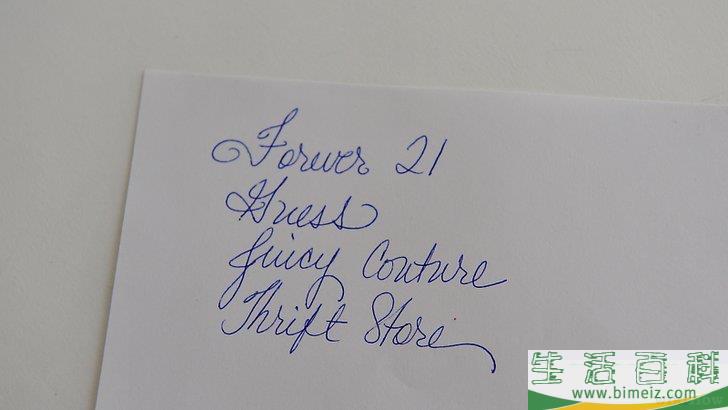 Forever 21
Guess
Juicy Couture
Thrift Store
生活百科
www.bimeiz.com